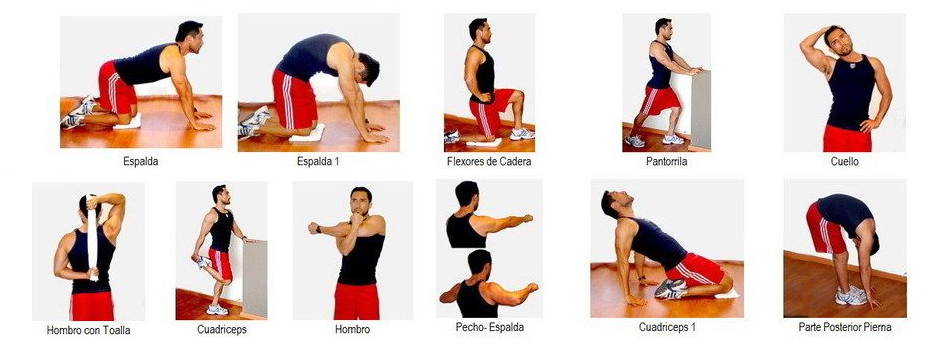 Espalda
Espalda 1
Flexores de Cadera
Pantorrila
Cuello
Hombro con Toalla
Cuadriceps
Hombro
Pecho- Espalda
Cuadriceps 1
Parte Posterior Pierna